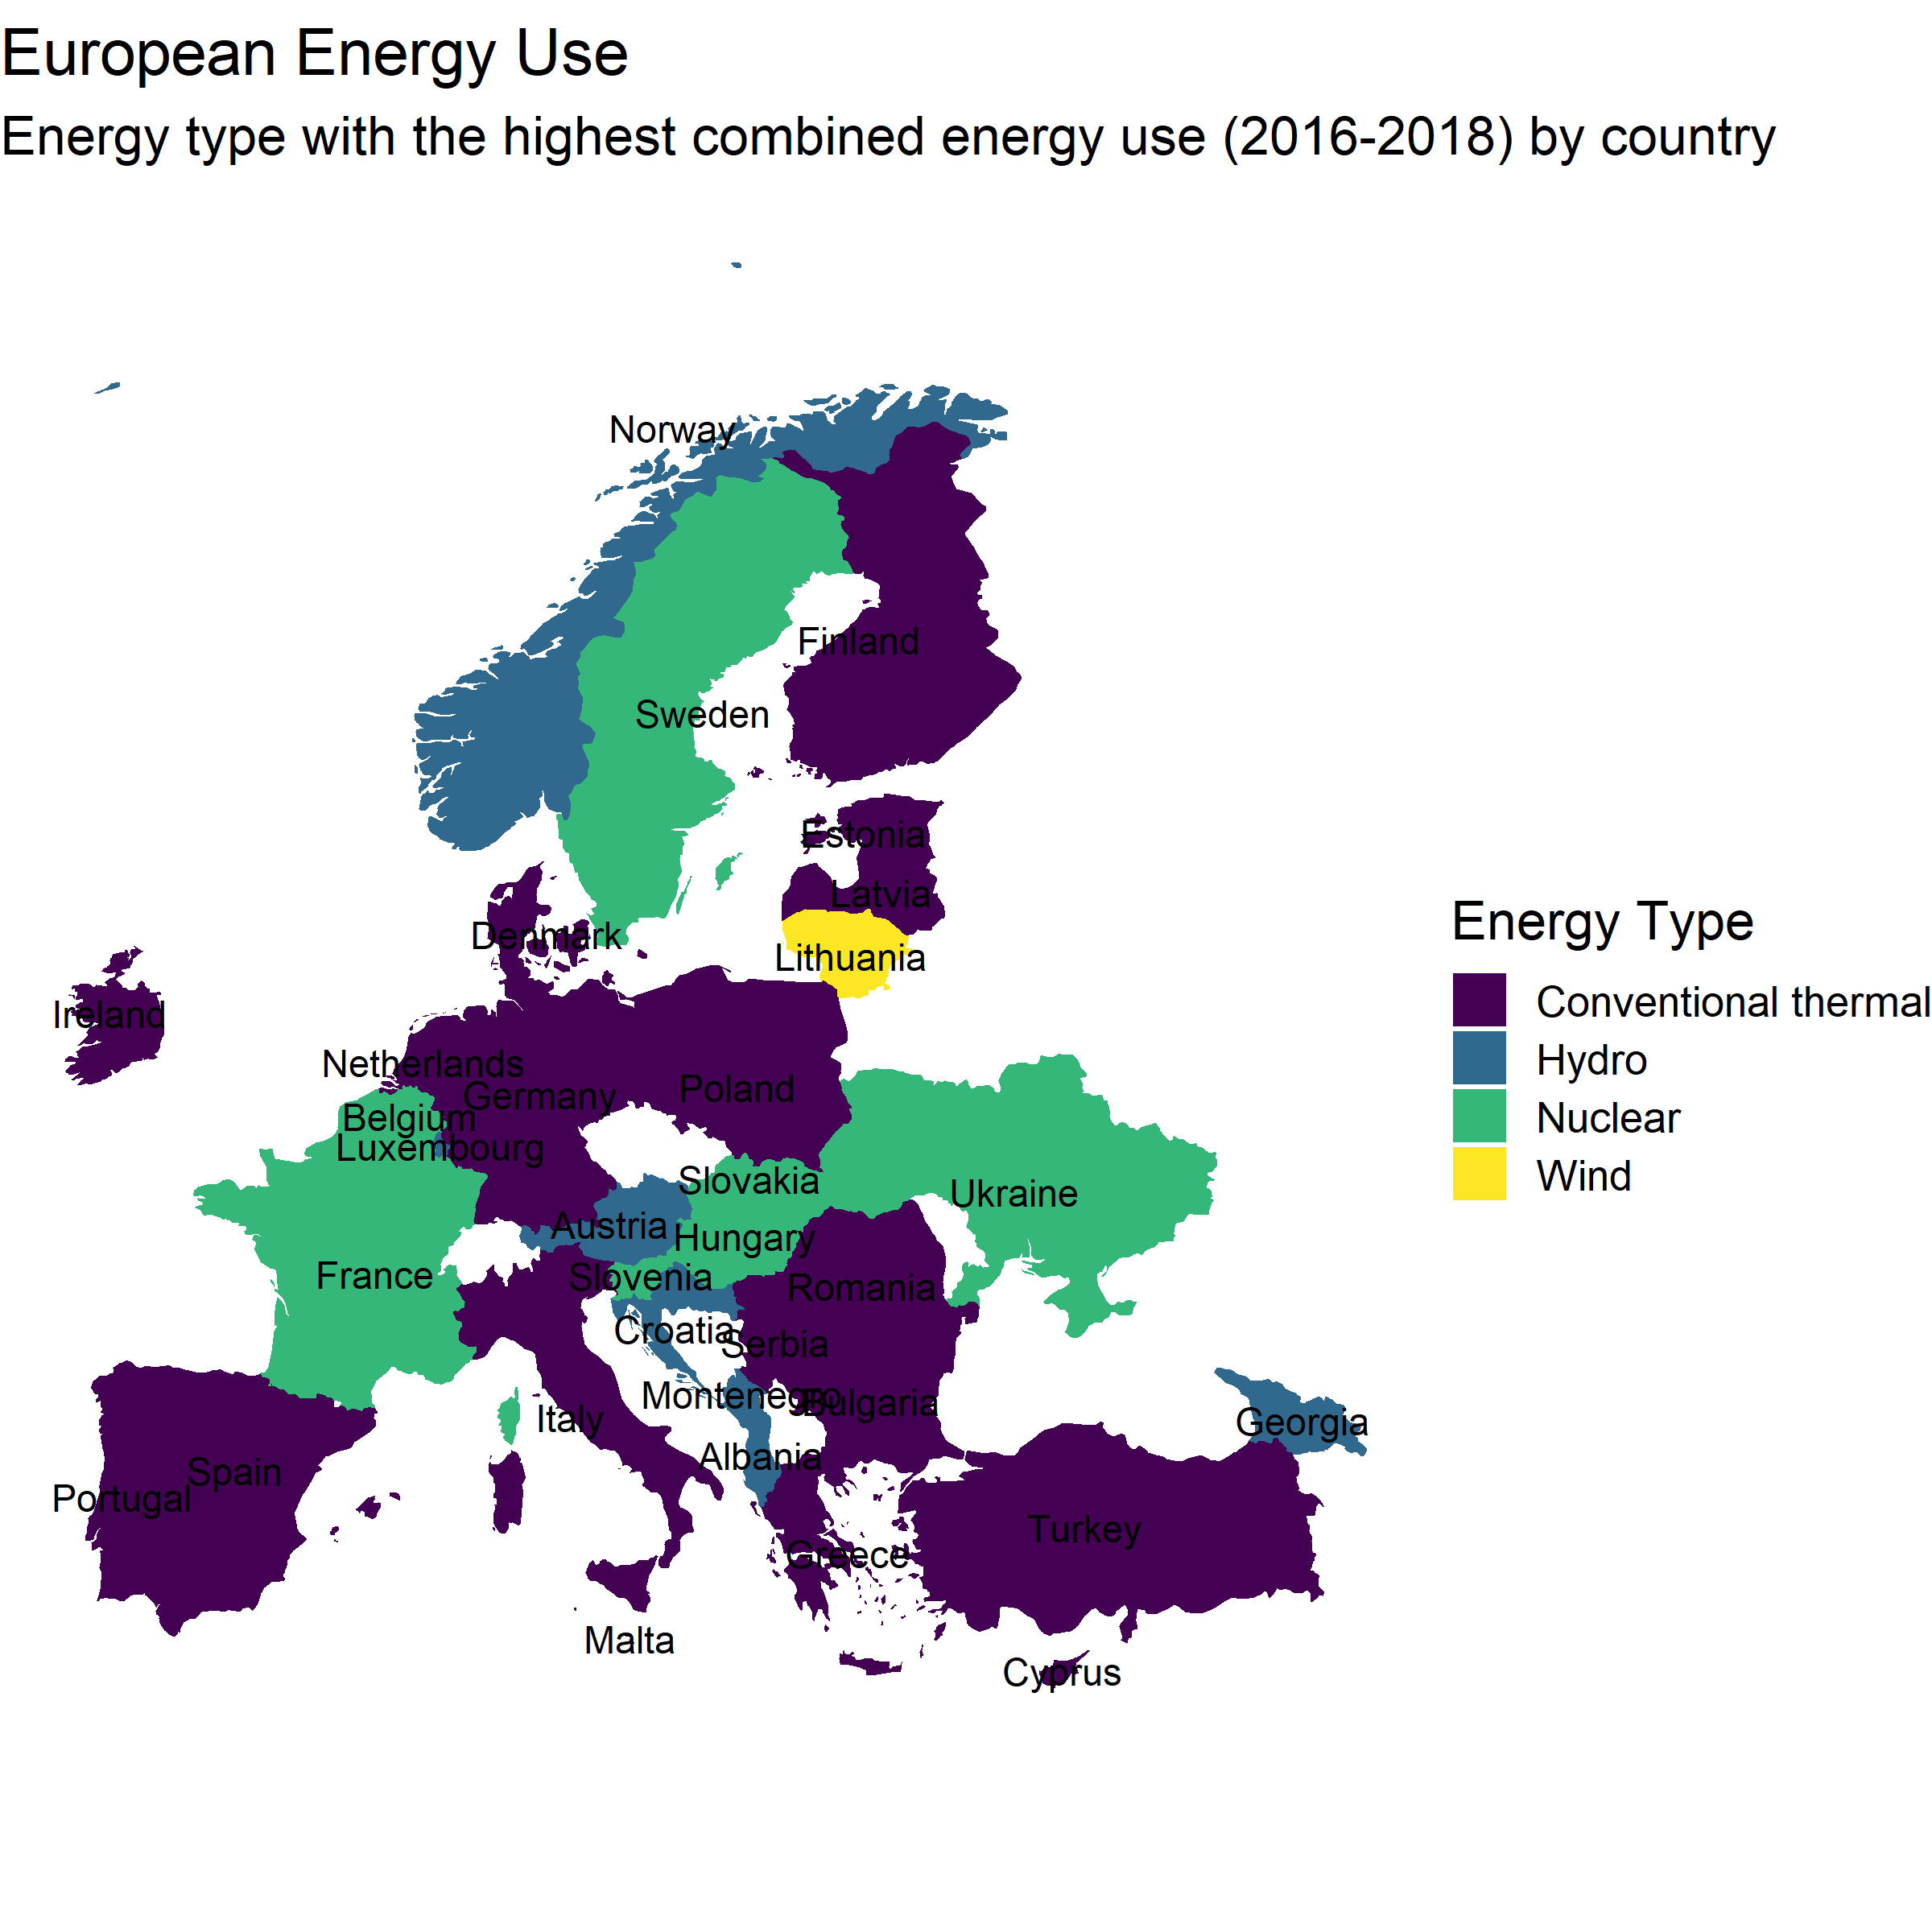 European Energy Use
Energy type with the highest combined energy use (2016-2018) by country
Norway
Finland
Sweden
Estonia
Latvia
Denmark
Lithuania
Ireland
Netherlands
Germany
Poland
Belgium
Luxembourg
Slovakia
Ukraine
Austria
Hungary
France
Slovenia
Romania
Croatia
Serbia
Montenegro
Bulgaria
Italy
Georgia
Albania
Spain
Portugal
Turkey
Greece
Malta
Cyprus
Energy Type
Conventional thermal
Hydro
Nuclear
Wind